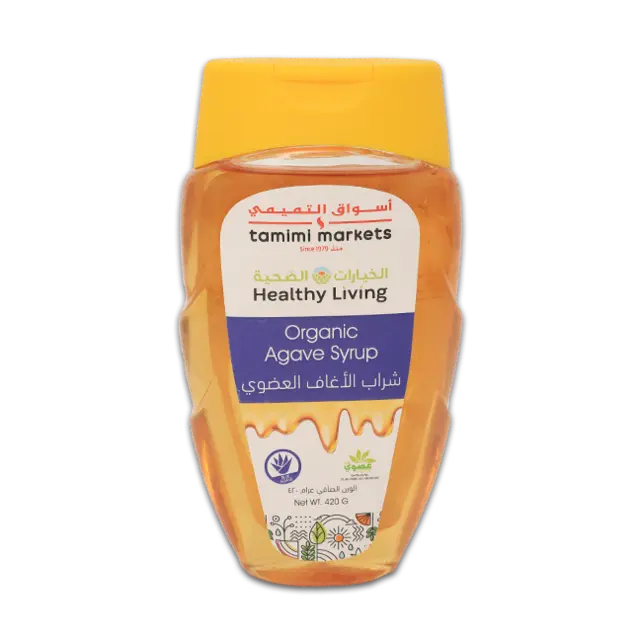 أسواق التميمي
tamimi markets
Since 1979 منذ
الخيارات الصحية
Healthy Living
Organic
Agave Syrup
شراب الأغاف العضوي
عضوي
الوزن الصافي غرام ٤٢٠
Net Wt. 420 G